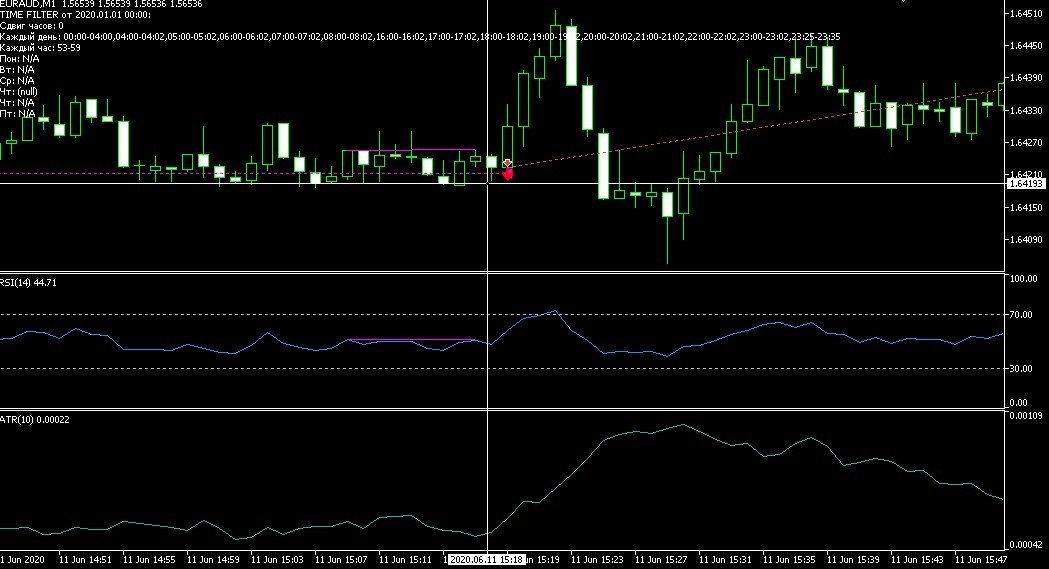 EURAUD,M1 1.56539 1.56539 1.56536 1.56536
TIME FILTER от 2020.01.01 00:00:
Сдвиг часов: 0
Каждый день: 00:00-04:00,04:00-04:02,05:00-05:02,06:00-06:02,07:00-07:02,08:00-08:02,16:00-16:02,17:00-17:02,18:00-18:02,19:00-19:02,20:00-20:02,21:00-21:02,22:00-22:02,23:00-23:02,23:25-23:35
Каждый час: 53-59
Пон: N/A
Вт: N/A
Ср: N/A
Чт: (null)
Чт: N/A
Пт: N/A
1.64510
1.64450
1.64390
1.64330
1.64270
1.64210
1.64193
1.64150
1.64090
RSI(14) 44.71
100.00
70.00
30.00
0.00
ATR(10) 0.00022
0.00109
0.00042
1 Jun 2020 11 Jun 14:51 11 Jun 14:55 11 Jun 14:59 11 Jun 15:03 11 Jun 15:07 11 Jun 15:11 2020.06.11 15:18 un 15:19 11 Jun 15:23 11 Jun 15:27 11 Jun 15:31 11 Jun 15:35 11 Jun 15:39 11 Jun 15:43 11 Jun 15:47